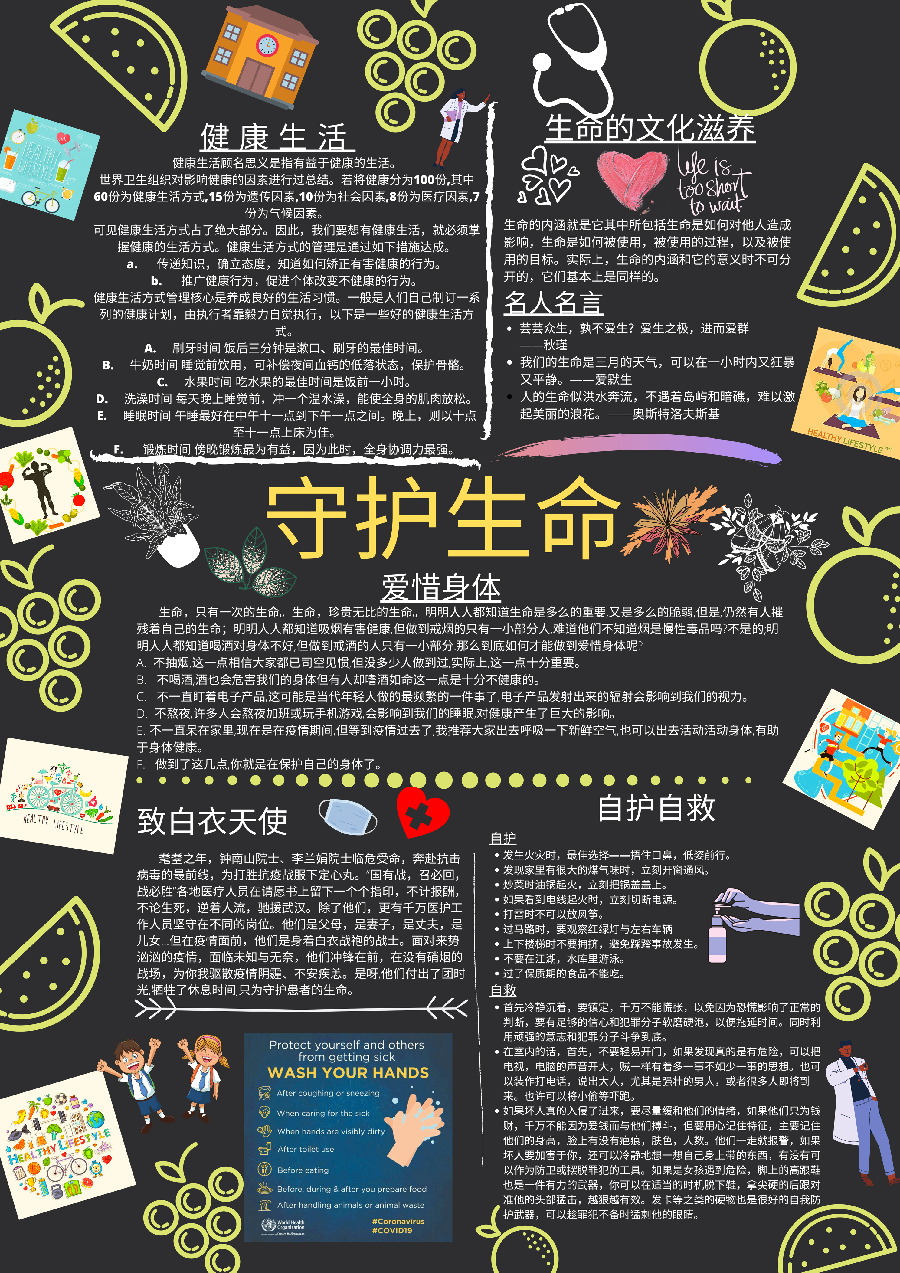 健康生活
健康生活顾名思义是指有益于健康的生活。
世界卫生组织对影响健康的因素进行过总结。若将健康分为100份,其中
60份为健康生活方式,15份为遗传因素,10份为社会因素,8份为医疗因素,7
份为气候因素。
可见健康生活方式占了绝大部分。因此，我们要想有健康生活，就必须掌
握健康的生活方式。健康生活方式的管理是通过如下措施达成。
a. 传递知识，确立态度，知道如何矫正有害健康的行为。
b. 推广健康行为，促进个体改变不健康的行为。
健康生活方式管理核心是养成良好的生活习惯。一般是人们自己制订一系
列的健康计划，由执行者靠毅力自觉执行，以下是一些好的健康生活方
式。
A. 刷牙时间 饭后三分钟是漱口、刷牙的最佳时间。
B. 牛奶时间 睡觉前饮用，可补偿夜间血钙的低落状态，保护骨骼。
C. 水果时间 吃水果的最佳时间是饭前一小时。
D. 洗澡时间 每天晚上睡觉前，冲一个温水澡，能使全身的肌肉放松。
E. 睡眠时间 午睡最好在中午十一点到下午一点之间。晚上，则以十点
至十一点上床为佳。
F. 锻炼时间 傍晚锻炼最为有益，因为此时，全身协调力最强。
生命的文化滋养
life is
too short
to wait
生命的内涵就是它其中所包括生命是如何对他人造成
影响，生命是如何被使用，被使用的过程，以及被使
用的目标。实际上，生命的内涵和它的意义时不可分
开的，它们基本上是同样的。
名人名言
• 芸芸众生，孰不爱生？爱生之极，进而爱群
——秋瑾
• 我们的生命是三月的天气，可以在一小时内又狂暴
又平静。——爱默生
• 人的生命似洪水奔流，不遇着岛屿和暗礁，难以激
起美丽的浪花。——奥斯特洛夫斯基
HEALTHY LIFESTYLE
守护生命
爱惜身体
生命，只有一次的生命。生命，珍贵无比的生命。明明人人都知道生命是多么的重要,又是多么的脆弱,但是,仍然有人摧
残着自己的生命；明明人人都知道吸烟有害健康,但做到戒烟的只有一小部分人,难道他们不知道烟是慢性毒品吗?不是的;明
明人人都知道喝酒对身体不好,但做到戒酒的人只有一小部分,那么到底如何才能做到爱惜身体呢?
A. 不抽烟,这一点相信大家都已司空见惯,但没多少人做到过,实际上,这一点十分重要。
B. 不喝酒,酒也会危害我们的身体但有人却嗜酒如命这一点是十分不健康的。
C. 不一直盯着电子产品,这可能是当代年轻人做的最频繁的一件事了,电子产品发射出来的辐射会影响到我们的视力。
D. 不熬夜,许多人会熬夜加班或玩手机游戏,会影响到我们的睡眠,对健康产生了巨大的影响。
E. 不一直呆在家里,现在是在疫情期间,但等到疫情过去了,我推荐大家出去呼吸一下新鲜空气,也可以出去活动活动身体,有助
于身体健康。
F. 做到了这几点,你就是在保护自己的身体了。
HEALTHY LIFESTYLE
致白衣天使
耄耋之年，钟南山院士、李兰娟院士临危受命，奔赴抗击
病毒的最前线，为打胜抗疫战服下定心丸。“国有战，召必回，
战必胜”各地医疗人员在请愿书上留下一个个指印，不计报酬，
不论生死，逆着人流，驰援武汉。除了他们，更有千万医护工
作人员坚守在不同的岗位。他们是父母，是妻子，是丈夫，是
儿女...但在疫情面前，他们是身着白衣战袍的战士。面对来势
汹汹的疫情，面临未知与无奈，他们冲锋在前，在没有硝烟的
战场，为你我驱散疫情阴霾、不安疾恙。是呀,他们付出了团时
光,牺牲了休息时间,只为守护患者的生命。
Protect yourself and others
from getting sick
WASH YOUR HANDS
After coughing or sneezing
When caring for the sick
When hands are visibly dirty
After toilet use
Before eating
Before, during & after you prepare food
After handling animals or animal waste
World Health
Organization
#Coronavirus
#COVID19
HEALTHY LIFESTYLE
自护自救
自护
• 发生火灾时，最佳选择——捂住口鼻，低姿前行。
• 发现家里有很大的煤气味时，立刻开窗通风。
• 炒菜时油锅起火，立刻把锅盖盖上。
• 如果看到电线起火时，立刻切断电源。
• 打雷时不可以放风筝。
• 过马路时，要观察红绿灯与左右车辆
• 上下楼梯时不要拥挤，避免踩踏事故发生。
• 不要在江湖，水库里游泳。
• 过了保质期的食品不能吃。
自救
• 首先冷静沉着，要镇定，千万不能慌张，以免因为恐慌影响了正常的
判断，要有足够的信心和犯罪分子软磨硬泡，以便拖延时间。同时利
用顽强的意志和犯罪分子斗争到底。
• 在室内的话，首先，不要轻易开门，如果发现真的是有危险，可以把
电视，电脑的声音开大，贼一样有着多一事不如少一事的思想。也可
以装作打电话，说出大人，尤其是强壮的男人，或者很多人即将到
来。也许可以将小偷等吓跑。
• 如果坏人真的入侵了过来，要尽量缓和他们的情绪，如果他们只为钱
财，千万不能因为爱钱而与他们搏斗，但要用心记住特征，主要记住
他们的身高，脸上有没有疤痕，肤色，人数。他们一走就报警，如果
坏人要加害于你，还可以冷静地想一想自己身上带的东西，有没有可
以作为防卫或摆脱罪犯的工具。如果是女孩遇到危险，脚上的高跟鞋
也是一件有力的武器，你可以在适当的时机脱下鞋，拿尖硬的后跟对
准他的头部猛击，越狠越有效。发卡等之类的硬物也是很好的自我防
护武器，可以趁罪犯不备时猛刺他的眼睛。